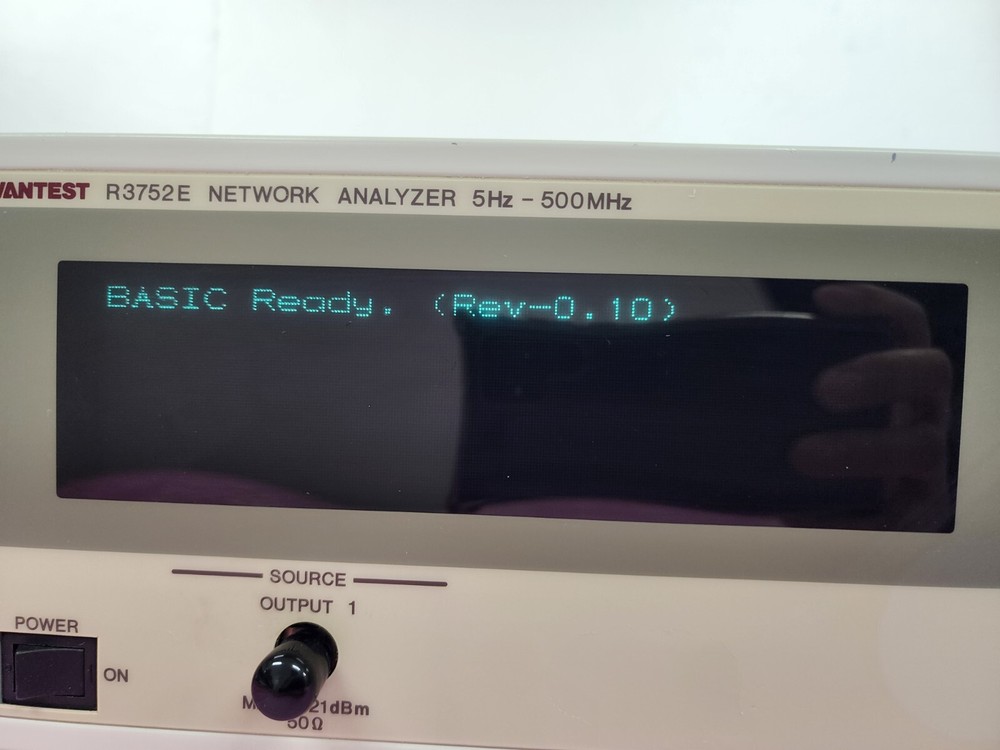 VANTEST R3752E NETWORK ANALYZER 5Hz - 500MHz
BASIC Ready. (Rev-0.10)
SOURCE
OUTPUT 1
POWER
ON
21dBm
50Ω